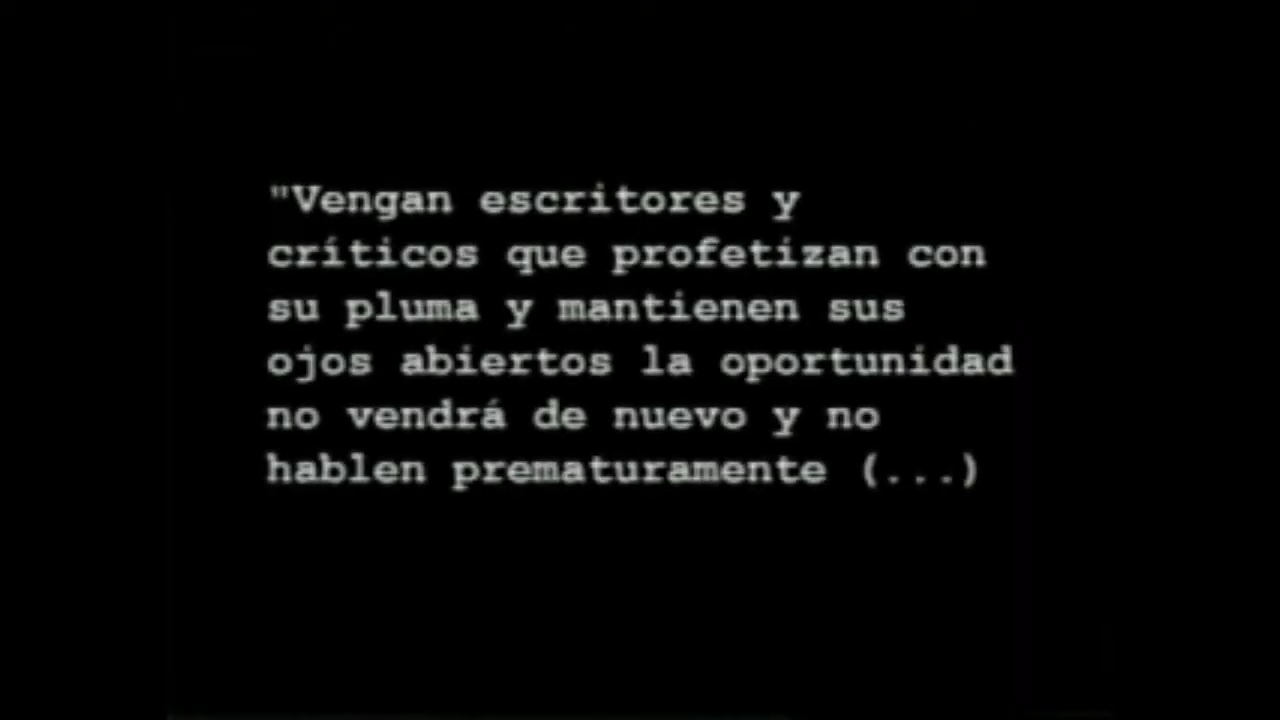 "Vengan escritores y
críticos que profetizan con
su pluma y mantienen sus
ojos abiertos la oportunidad
no vendrá de nuevo y no
hablen prematuramente (...)